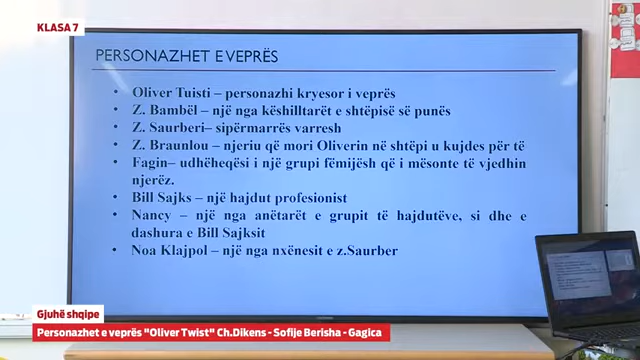 KLASA 7
PERSONAZHET E VEPRËS
• Oliver Tuisti – personazhi kryesor i veprës
• Z. Bambël – një nga këshilltarët e shtëpisë së punës
• Z. Saurberi– sipërmarrës varresh
• Z. Braunlou – njeriu që mori Oliverin në shtëpi u kujdes për të
• Fagin– udhëheqësi i një grupi fëmijësh që i mësonte të vjedhin
njerëz.
• Bill Sajks – një hajdut profesionist
• Nancy – një nga anëtarët e grupit të hajdutëve, si dhe e
dashura e Bill Sajksit
• Noa Klajpol – një nga nxënesit e z.Saurber
Gjuhë shqipe
Personazhet e veprës "Oliver Twist" Ch.Dikens - Sofije Berisha - Gagica